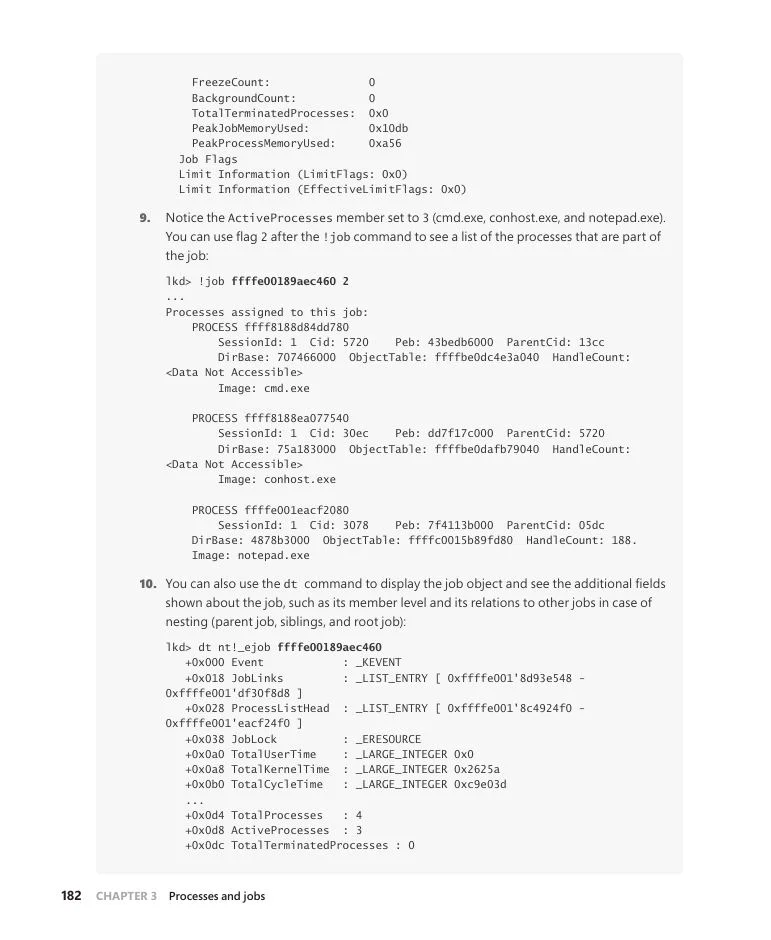 FreezeCount: 0
BackgroundCount: 0
TotalTerminatedProcesses: 0x0
PeakJobMemoryUsed: 0x10db
PeakProcessMemoryUsed: 0xa56
Job Flags
Limit Information (LimitFlags: 0x0)
Limit Information (EffectiveLimitFlags: 0x0)
9. Notice the ActiveProcesses member set to 3 (cmd.exe, conhost.exe, and notepad.exe).
You can use flag 2 after the !job command to see a list of the processes that are part of
the job:
lkd> !job ffffe00189aec460 2
...
Processes assigned to this job:
PROCESS ffff8188d84dd780
SessionId: 1 Cid: 5720 Peb: 43bedb6000 ParentCid: 13cc
DirBase: 707466000 ObjectTable: ffffbe0dc4e3a040 HandleCount:
<Data Not Accessible>
Image: cmd.exe
PROCESS ffff8188ea077540
SessionId: 1 Cid: 30ec Peb: dd7f17c000 ParentCid: 5720
DirBase: 75a183000 ObjectTable: ffffbe0dafb79040 HandleCount:
<Data Not Accessible>
Image: conhost.exe
PROCESS ffffe001eacf2080
SessionId: 1 Cid: 3078 Peb: 7f4113b000 ParentCid: 05dc
DirBase: 4878b3000 ObjectTable: ffffc0015b89fd80 HandleCount: 188.
Image: notepad.exe
10. You can also use the dt command to display the job object and see the additional fields
shown about the job, such as its member level and its relations to other jobs in case of
nesting (parent job, siblings, and root job):
lkd> dt nt!_ejob ffffe00189aec460
+0x000 Event : _KEVENT
+0x018 JobLinks : _LIST_ENTRY [ 0xffffe001'8d93e548 -
0xffffe001'df30f8d8 ]
+0x028 ProcessListHead : _LIST_ENTRY [ 0xffffe001'8c4924f0 -
0xffffe001'eacf24f0 ]
+0x038 JobLock : _ERESOURCE
+0x0a0 TotalUserTime : _LARGE_INTEGER 0x0
+0x0a8 TotalKernelTime : _LARGE_INTEGER 0x2625a
+0x0b0 TotalCycleTime : _LARGE_INTEGER 0xc9e03d
...
+0x0d4 TotalProcesses : 4
+0x0d8 ActiveProcesses : 3
+0x0dc TotalTerminatedProcesses : 0
182 CHAPTER 3 Processes and jobs